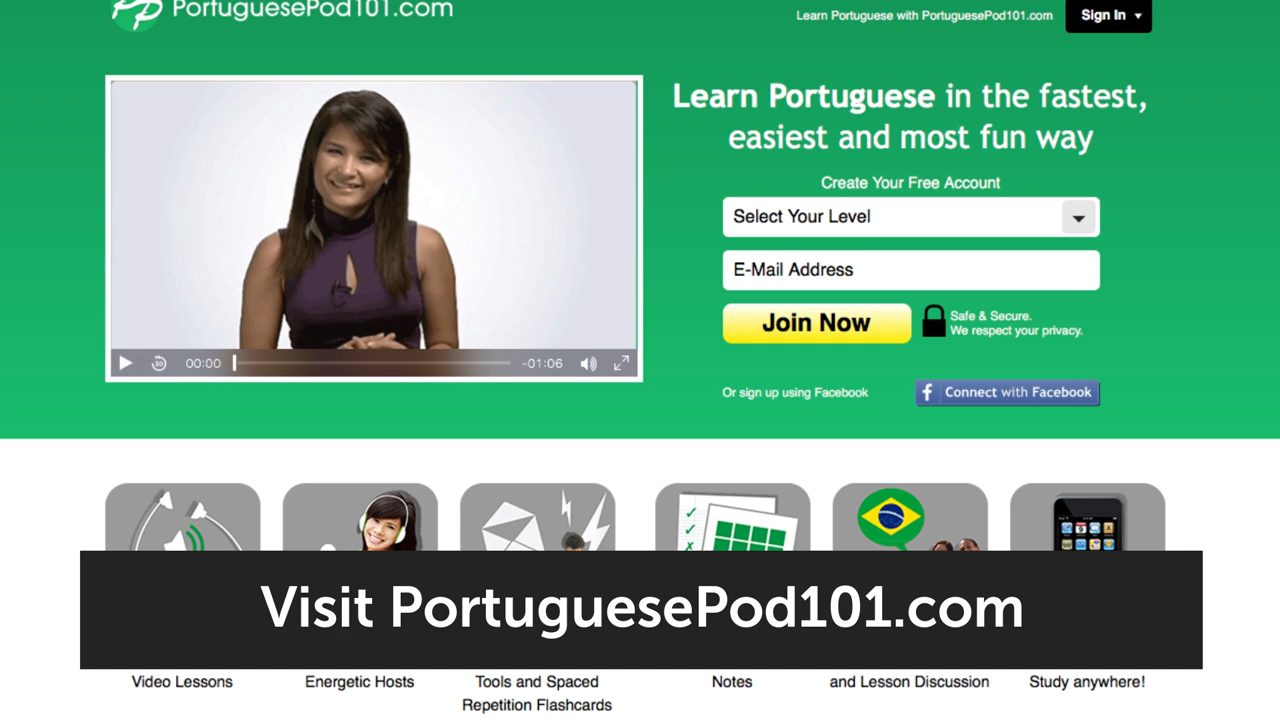 PortuguesePod101.com
Learn Portuguese with PortuguesePod101.com
Sign In
Learn Portuguese in the fastest,
easiest and most fun way
Create Your Free Account
Select Your Level
E-Mail Address
Join Now
Safe & Secure.
We respect your privacy.
30
00:00
-01:06
Or sign up using Facebook
f Connect with Facebook
Visit PortuguesePod101.com
Video Lessons
Energetic Hosts
Tools and Spaced
Repetition Flashcards
Notes
and Lesson Discussion
Study anywhere!